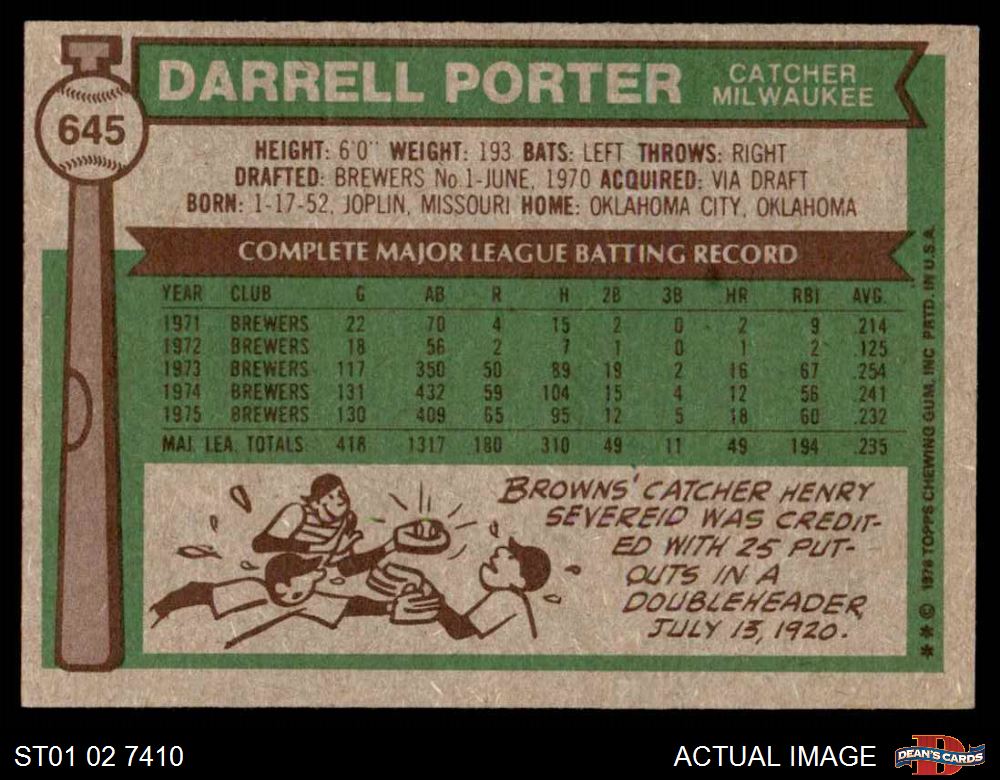 645
DARRELL PORTER
CATCHER
MILWAUKEE
HEIGHT: 6'0" WEIGHT: 193 BATS: LEFT THROWS: RIGHT
DRAFTED: BREWERS No.1-JUNE, 1970 ACQUIRED: VIA DRAFT
BORN: 1-17-52, JOPLIN, MISSOURI HOME: OKLAHOMA CITY, OKLAHOMA
COMPLETE MAJOR LEAGUE BATTING RECORD
YEAR CLUB G AB R H 2B 3B HR RBI AVG.
1971 BREWERS 22 70 4 15 2 0 2 9 .214
1972 BREWERS 18 56 2 7 1 0 1 2 .125
1973 BREWERS 117 350 50 89 19 2 16 67 .254
1974 BREWERS 131 432 59 104 15 4 12 56 .241
1975 BREWERS 130 409 65 95 12 5 18 60 .232
MAJ. LEA. TOTALS 418 1317 180 310 49 11 49 194 .235
BROWNS' CATCHER HENRY
SEVEREID WAS CREDIT-
ED WITH 25 PUT-
OUTS IN A
DOUBLEHEADER
JULY 13, 1920.
* * © 1976 TOPPS CHEWING GUM, INC PRTD. IN U.S.A.
ST01 02 7410
ACTUAL IMAGE
D
DEAN'S CARDS